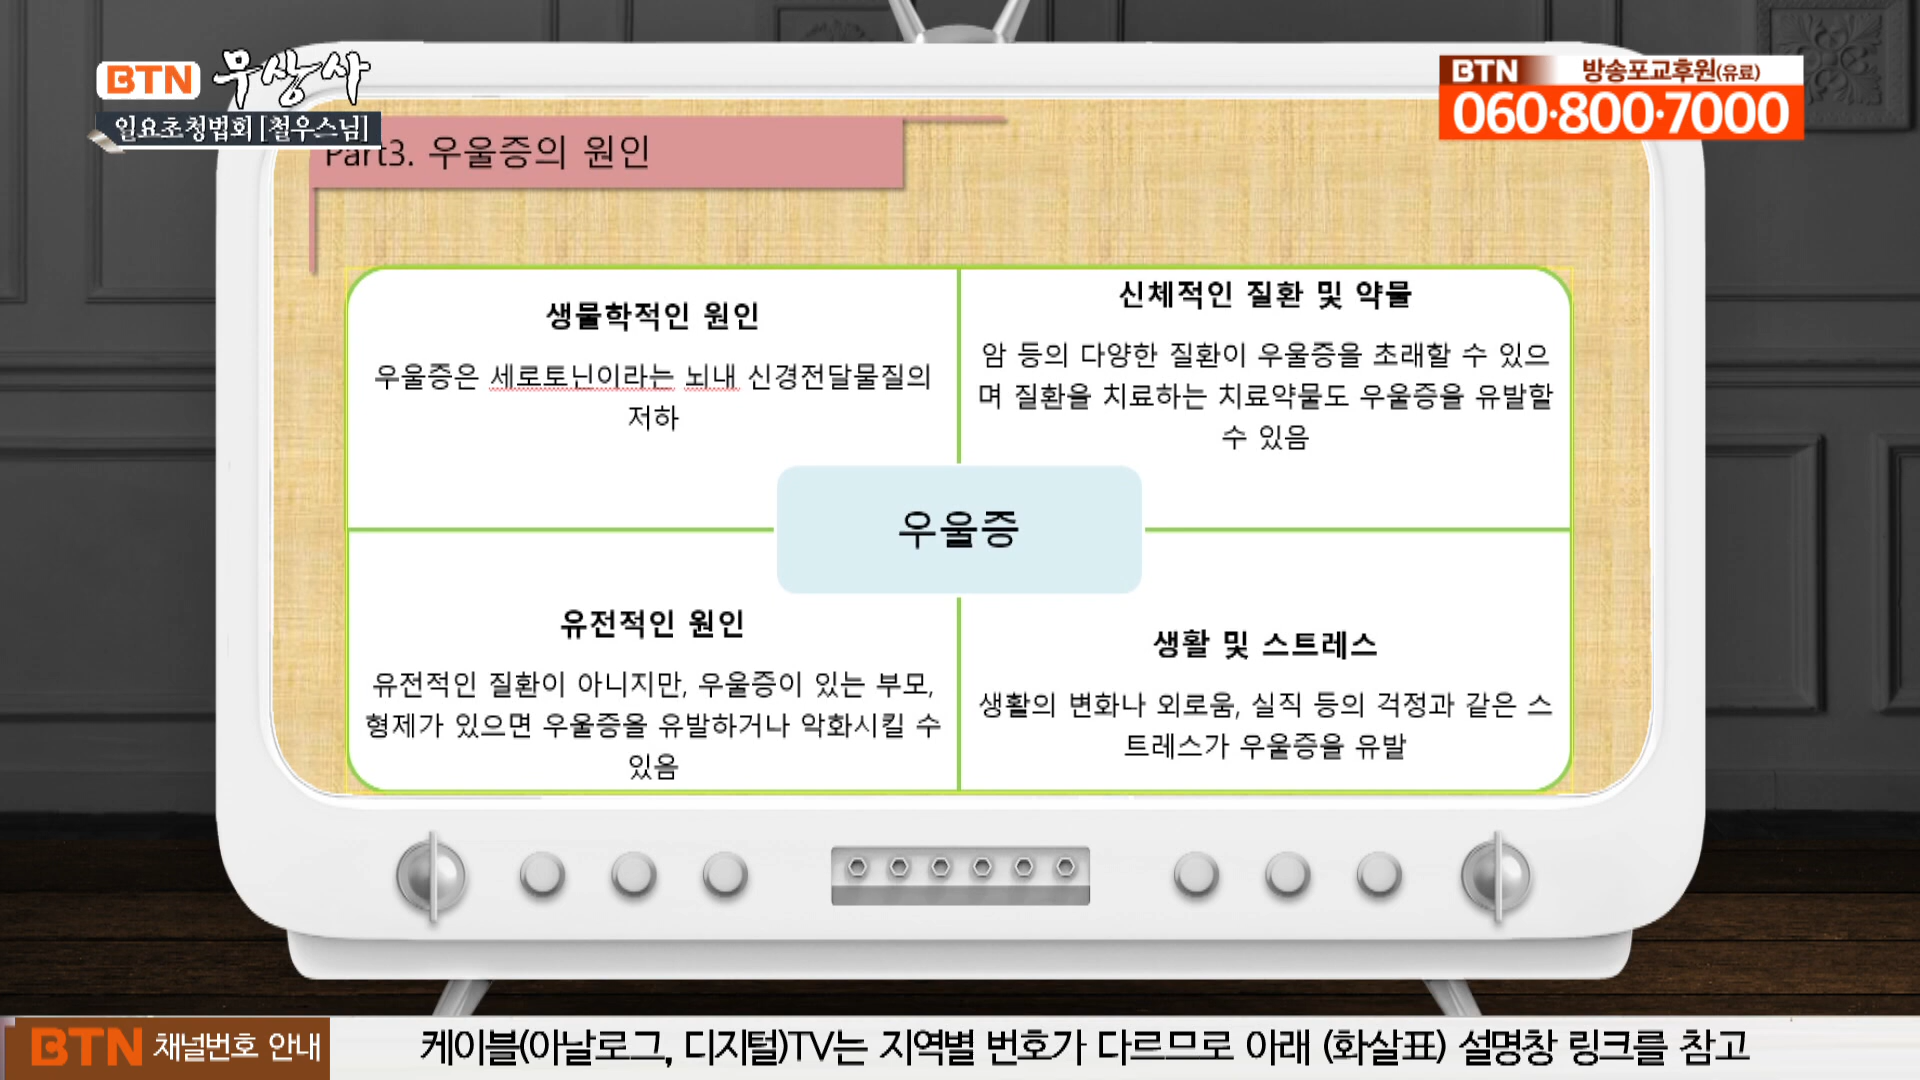 BTN 무상사
일요초청법회 [철우스님]
BTN 방송포교후원(유료)
060·800·7000
Part3. 우울증의 원인
생물학적인 원인
우울증은 세로토닌이라는 뇌내 신경전달물질의
저하
신체적인 질환 및 약물
암 등의 다양한 질환이 우울증을 초래할 수 있으
며 질환을 치료하는 치료약물도 우울증을 유발할
수 있음
우울증
유전적인 원인
유전적인 질환이 아니지만, 우울증이 있는 부모,
형제가 있으면 우울증을 유발하거나 악화시킬 수
있음
생활 및 스트레스
생활의 변화나 외로움, 실직 등의 걱정과 같은 스
트레스가 우울증을 유발
BTN 채널번호 안내
케이블(아날로그, 디지털)TV는 지역별 번호가 다르므로 아래 (화살표) 설명창 링크를 참고